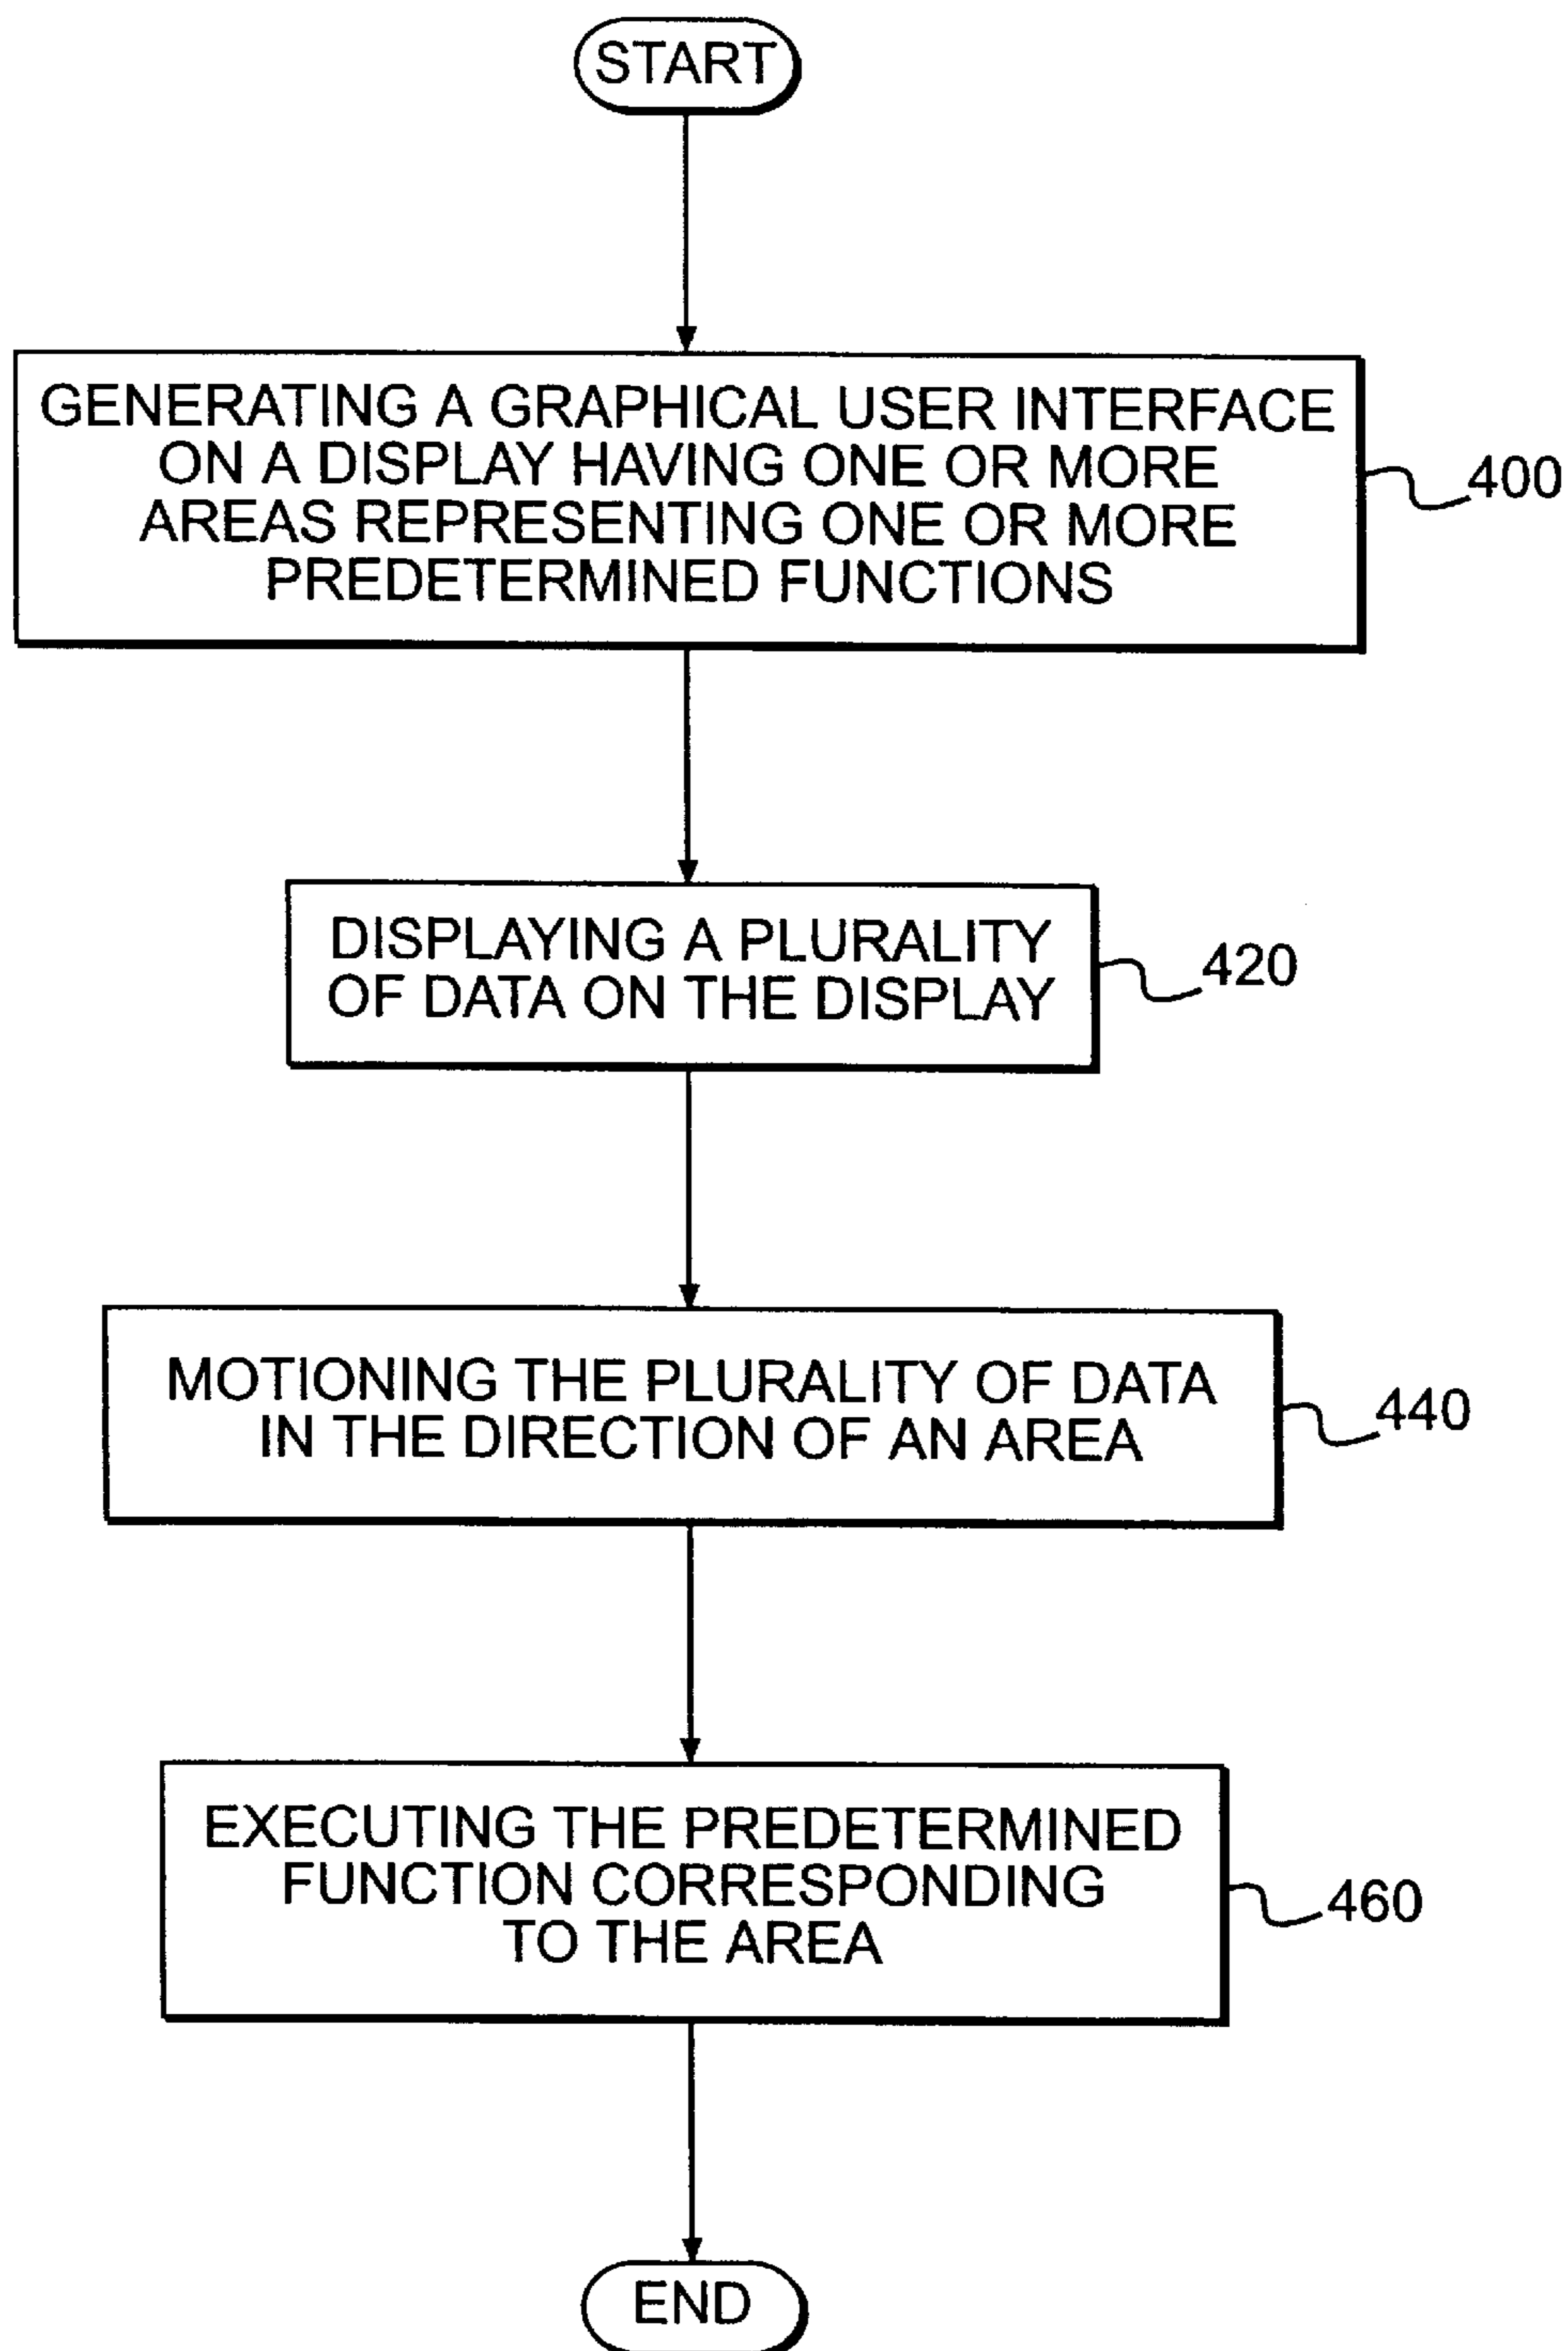 START
GENERATING A GRAPHICAL USER INTERFACE
ON A DISPLAY HAVING ONE OR MORE
AREAS REPRESENTING ONE OR MORE
PREDETERMINED FUNCTIONS
400
DISPLAYING A PLURALITY
OF DATA ON THE DISPLAY
420
MOTIONING THE PLURALITY OF DATA
IN THE DIRECTION OF AN AREA
440
EXECUTING THE PREDETERMINED
FUNCTION CORRESPONDING
TO THE AREA
460
END